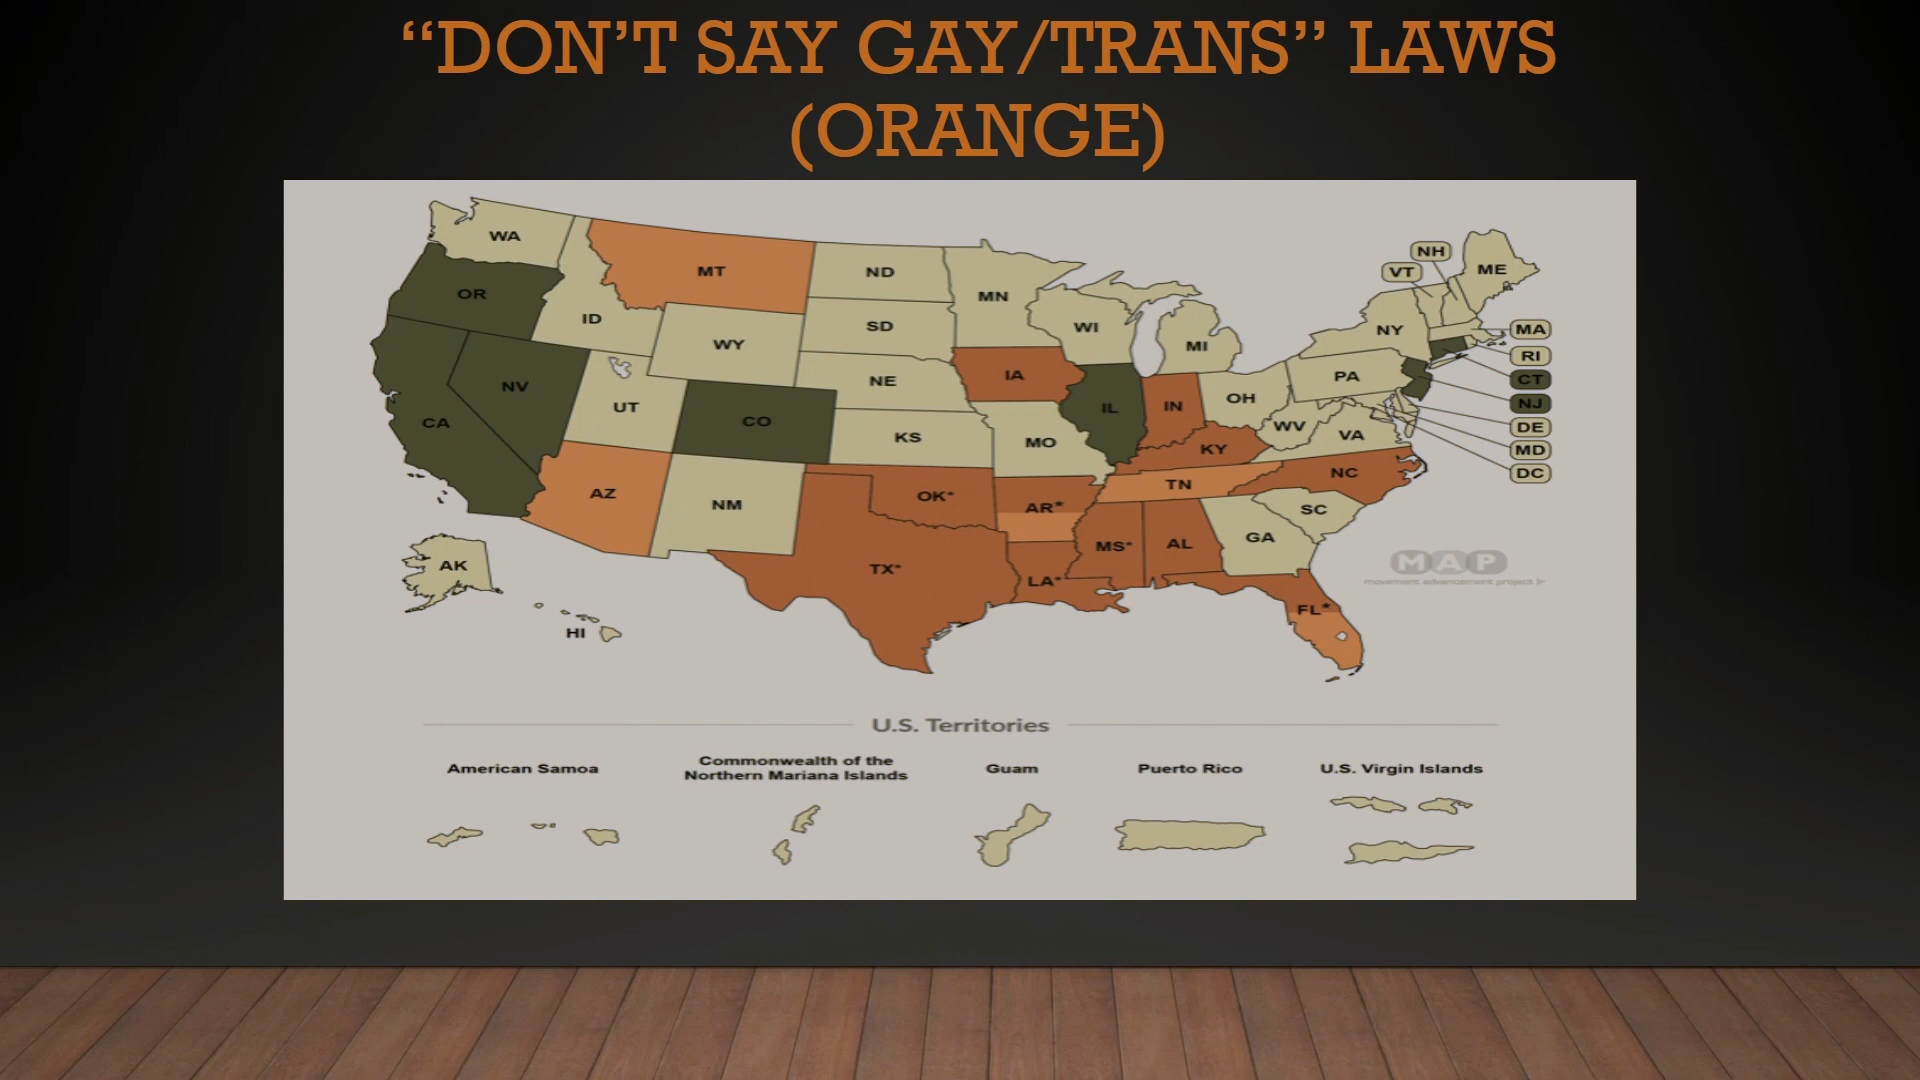 “DON’T SAY GAY/TRANS” LAWS
(ORANGE)
WA
MT
ND
MN
NH
VT
ME
OR
ID
SD
WI
MI
NY
MA
WY
RI
IA
PA
CT
NV
NE
OH
NJ
UT
CO
IL
IN
CA
KS
MO
WV
VA
DE
KY
MD
NC
DC
AZ
NM
OK*
AR*
TN
SC
TX*
MS*
AL
GA
LA*
FL*
MAP
movement advancement project
AK
HI
U.S. Territories
American Samoa
Commonwealth of the
Northern Mariana Islands
Guam
Puerto Rico
U.S. Virgin Islands